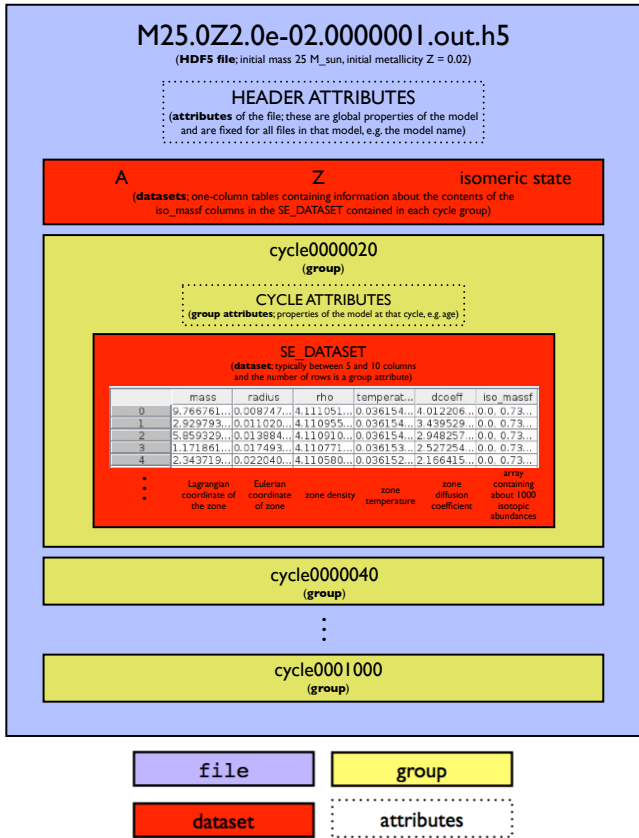 M25.0Z2.0e-02.0000001.out.h5
(HDF5 file; initial mass 25 M_sun, initial metallicity Z = 0.02)
HEADER ATTRIBUTES
(attributes of the file; these are global properties of the model
and are fixed for all files in that model, e.g. the model name)
A Z isomeric state
(datasets; one-column tables containing information about the contents of the
iso_massf columns in the SE_DATASET contained in each cycle group)
cycle0000020
(group)
CYCLE ATTRIBUTES
(group attributes; properties of the model at that cycle, e.g. age)
SE_DATASET
(dataset; typically between 5 and 10 columns
and the number of rows is a group attribute)
mass radius rho temperat... dcoeff iso_massf
0 9.766761... 0.008747... 4.111051... 0.036154... 4.012206... 0.0, 0.73...
1 2.929793... 0.011020... 4.110955... 0.036154... 3.439529... 0.0, 0.73...
2 5.859329... 0.013884... 4.110910... 0.036154... 2.948257... 0.0, 0.73...
3 1.171861... 0.017493... 4.110771... 0.036153... 2.527254... 0.0, 0.73...
4 2.343719... 0.022040... 4.110580... 0.036152... 2.166415... 0.0, 0.73...
Lagrangian
coordinate of
the zone
Eulerian
coordinate
of zone
zone density
zone
temperature
zone
diffusion
coefficient
array
containing
about 1000
isotopic
abundances
cycle0000040
(group)
cycle0001000
(group)
file
group
dataset
attributes